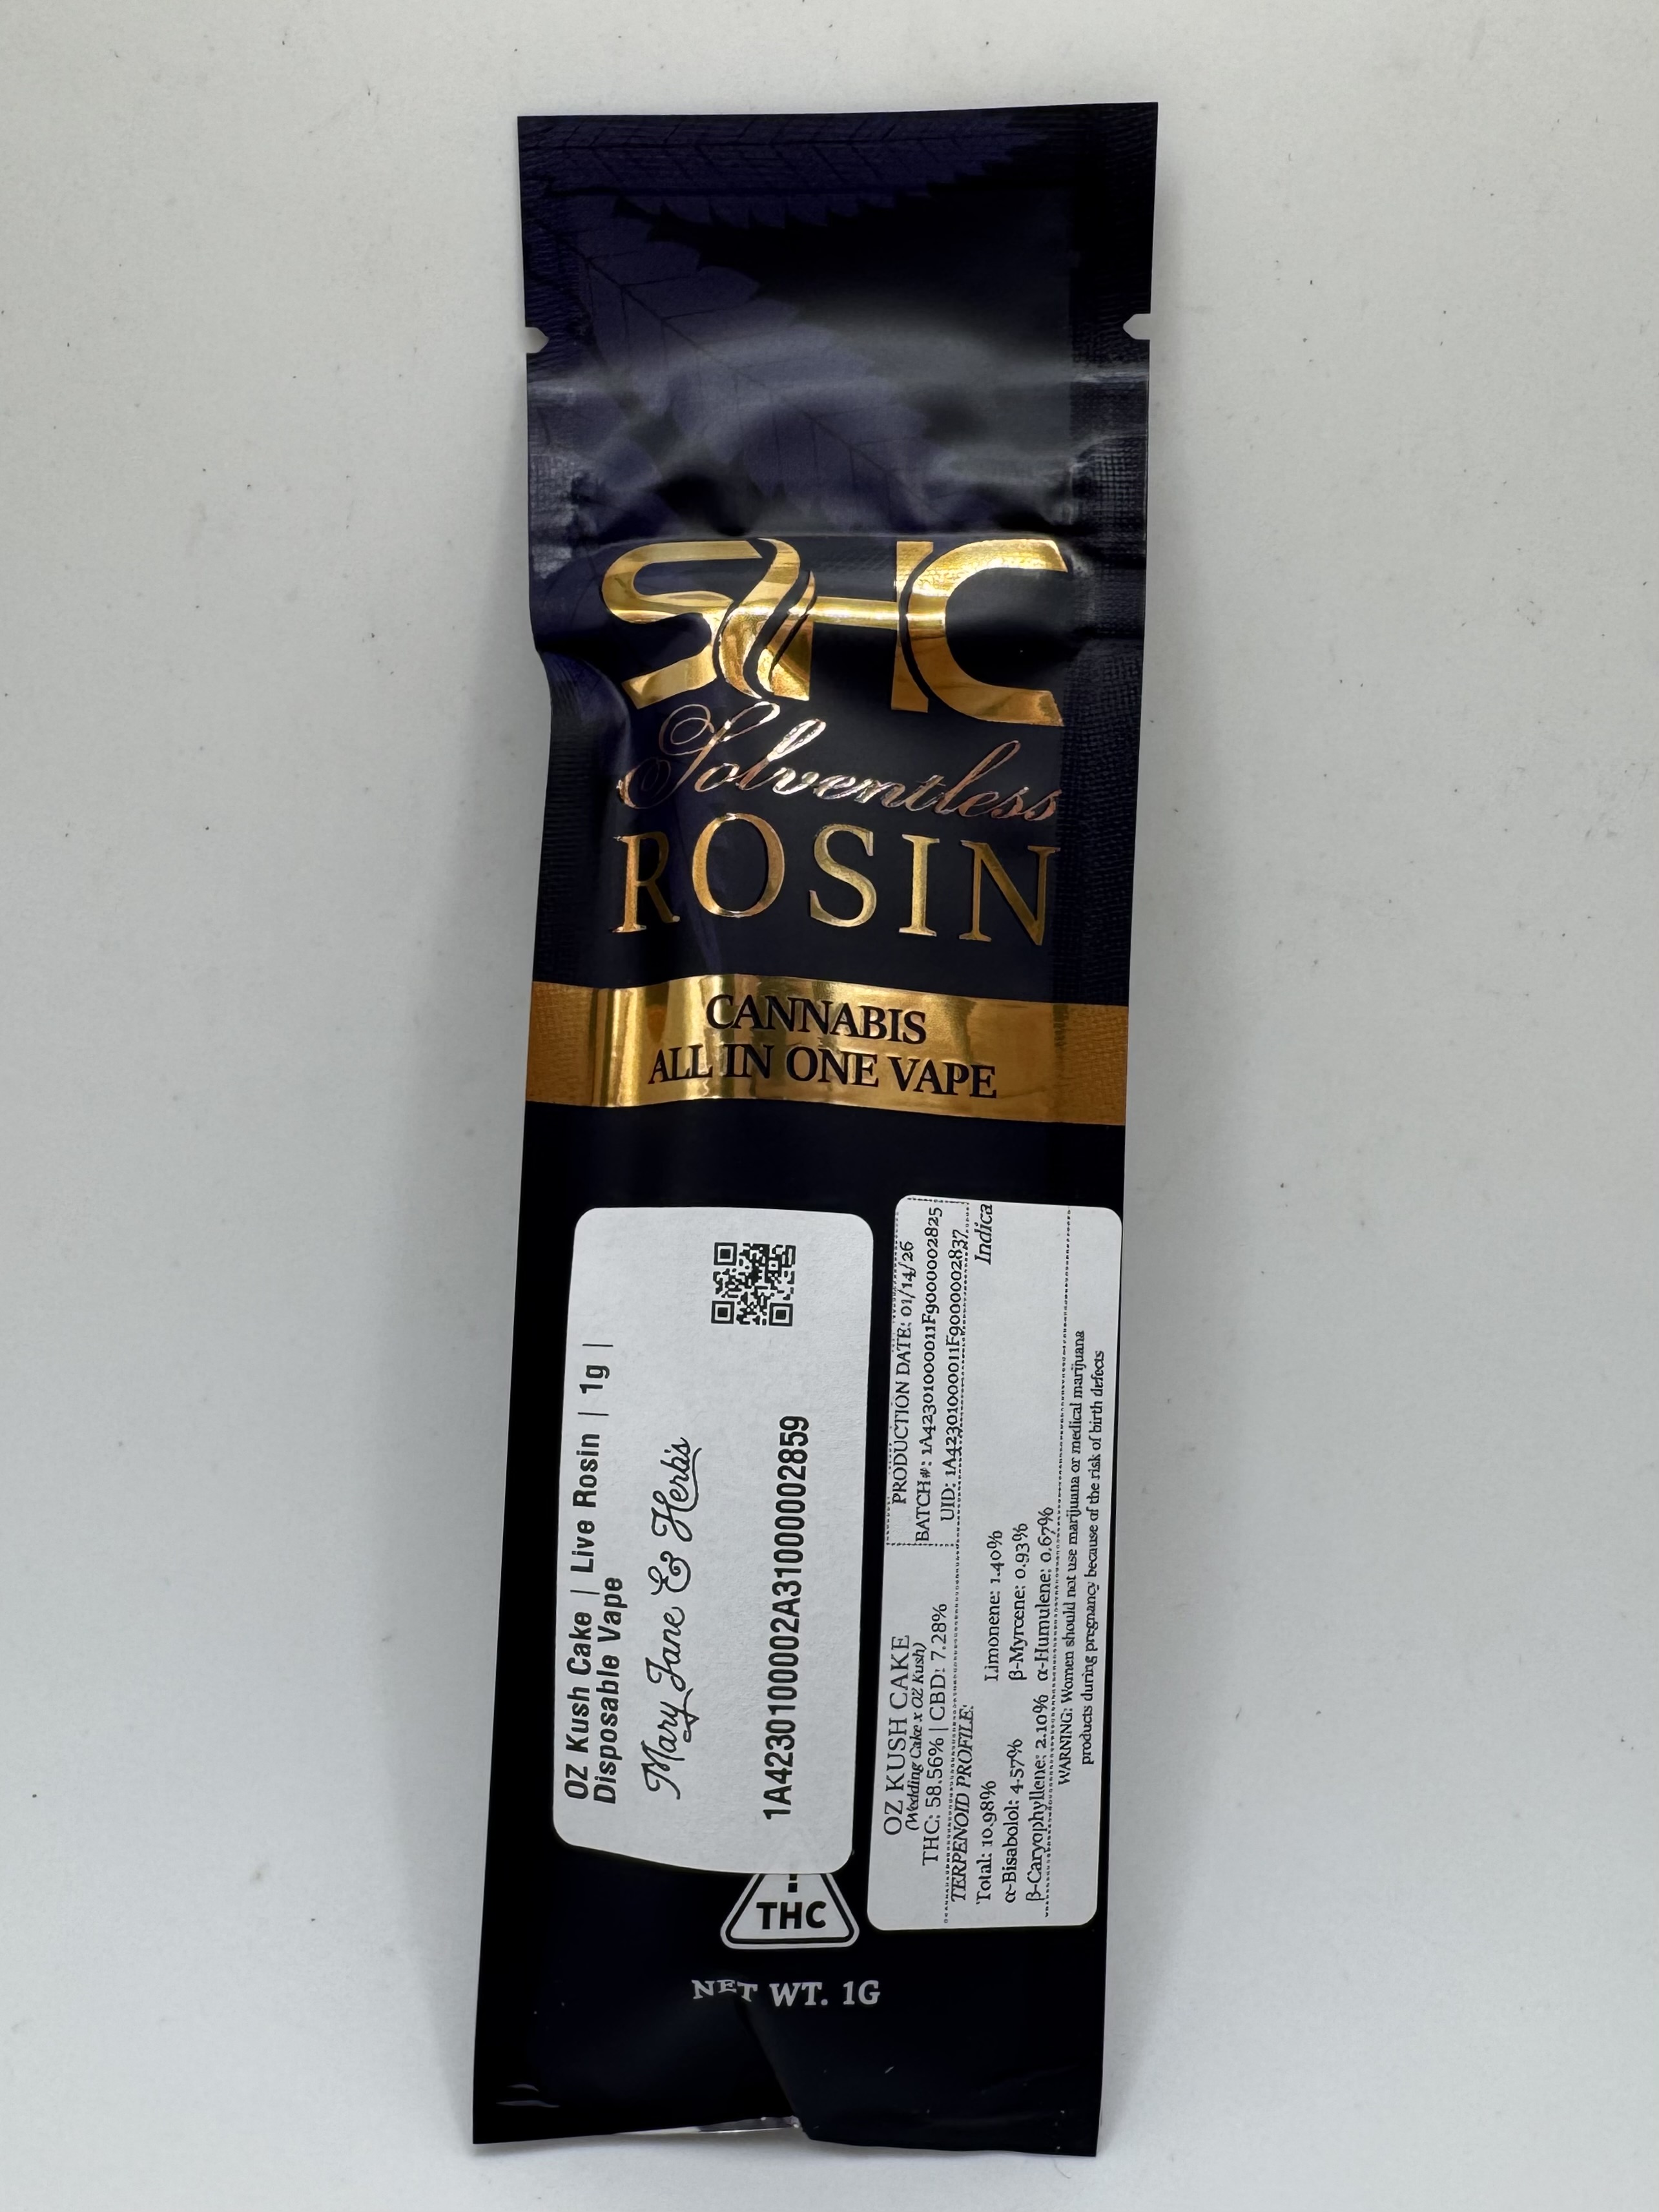 SHC
Solventless
ROSIN
CANNABIS
ALL IN ONE VAPE
OZ Kush Cake | Live Rosin | 1g |
Disposable Vape
Mary Jane & Herb's
1A4230100002A31000002859
OZ KUSH CAKE
(Wedding Cake x OZ Kush)
THC: 58.56% | CBD: 7.28%
PRODUCTION DATE: 01/14/26
BATCH#: 1A4230100011F9000002825
UID: 1A4230100011F9000002837
TERPENOID PROFILE:
Indica
Total: 10.98%
Limonene: 1.40%
α-Bisabolol: 4.57%
β-Myrcene: 0.93%
β-Caryophyllene: 2.10%
α-Humulene: 0.67%
WARNING: Women should not use marijuana or medical marijuana
products during pregnancy because of the risk of birth defects
THC
NET WT. 1G